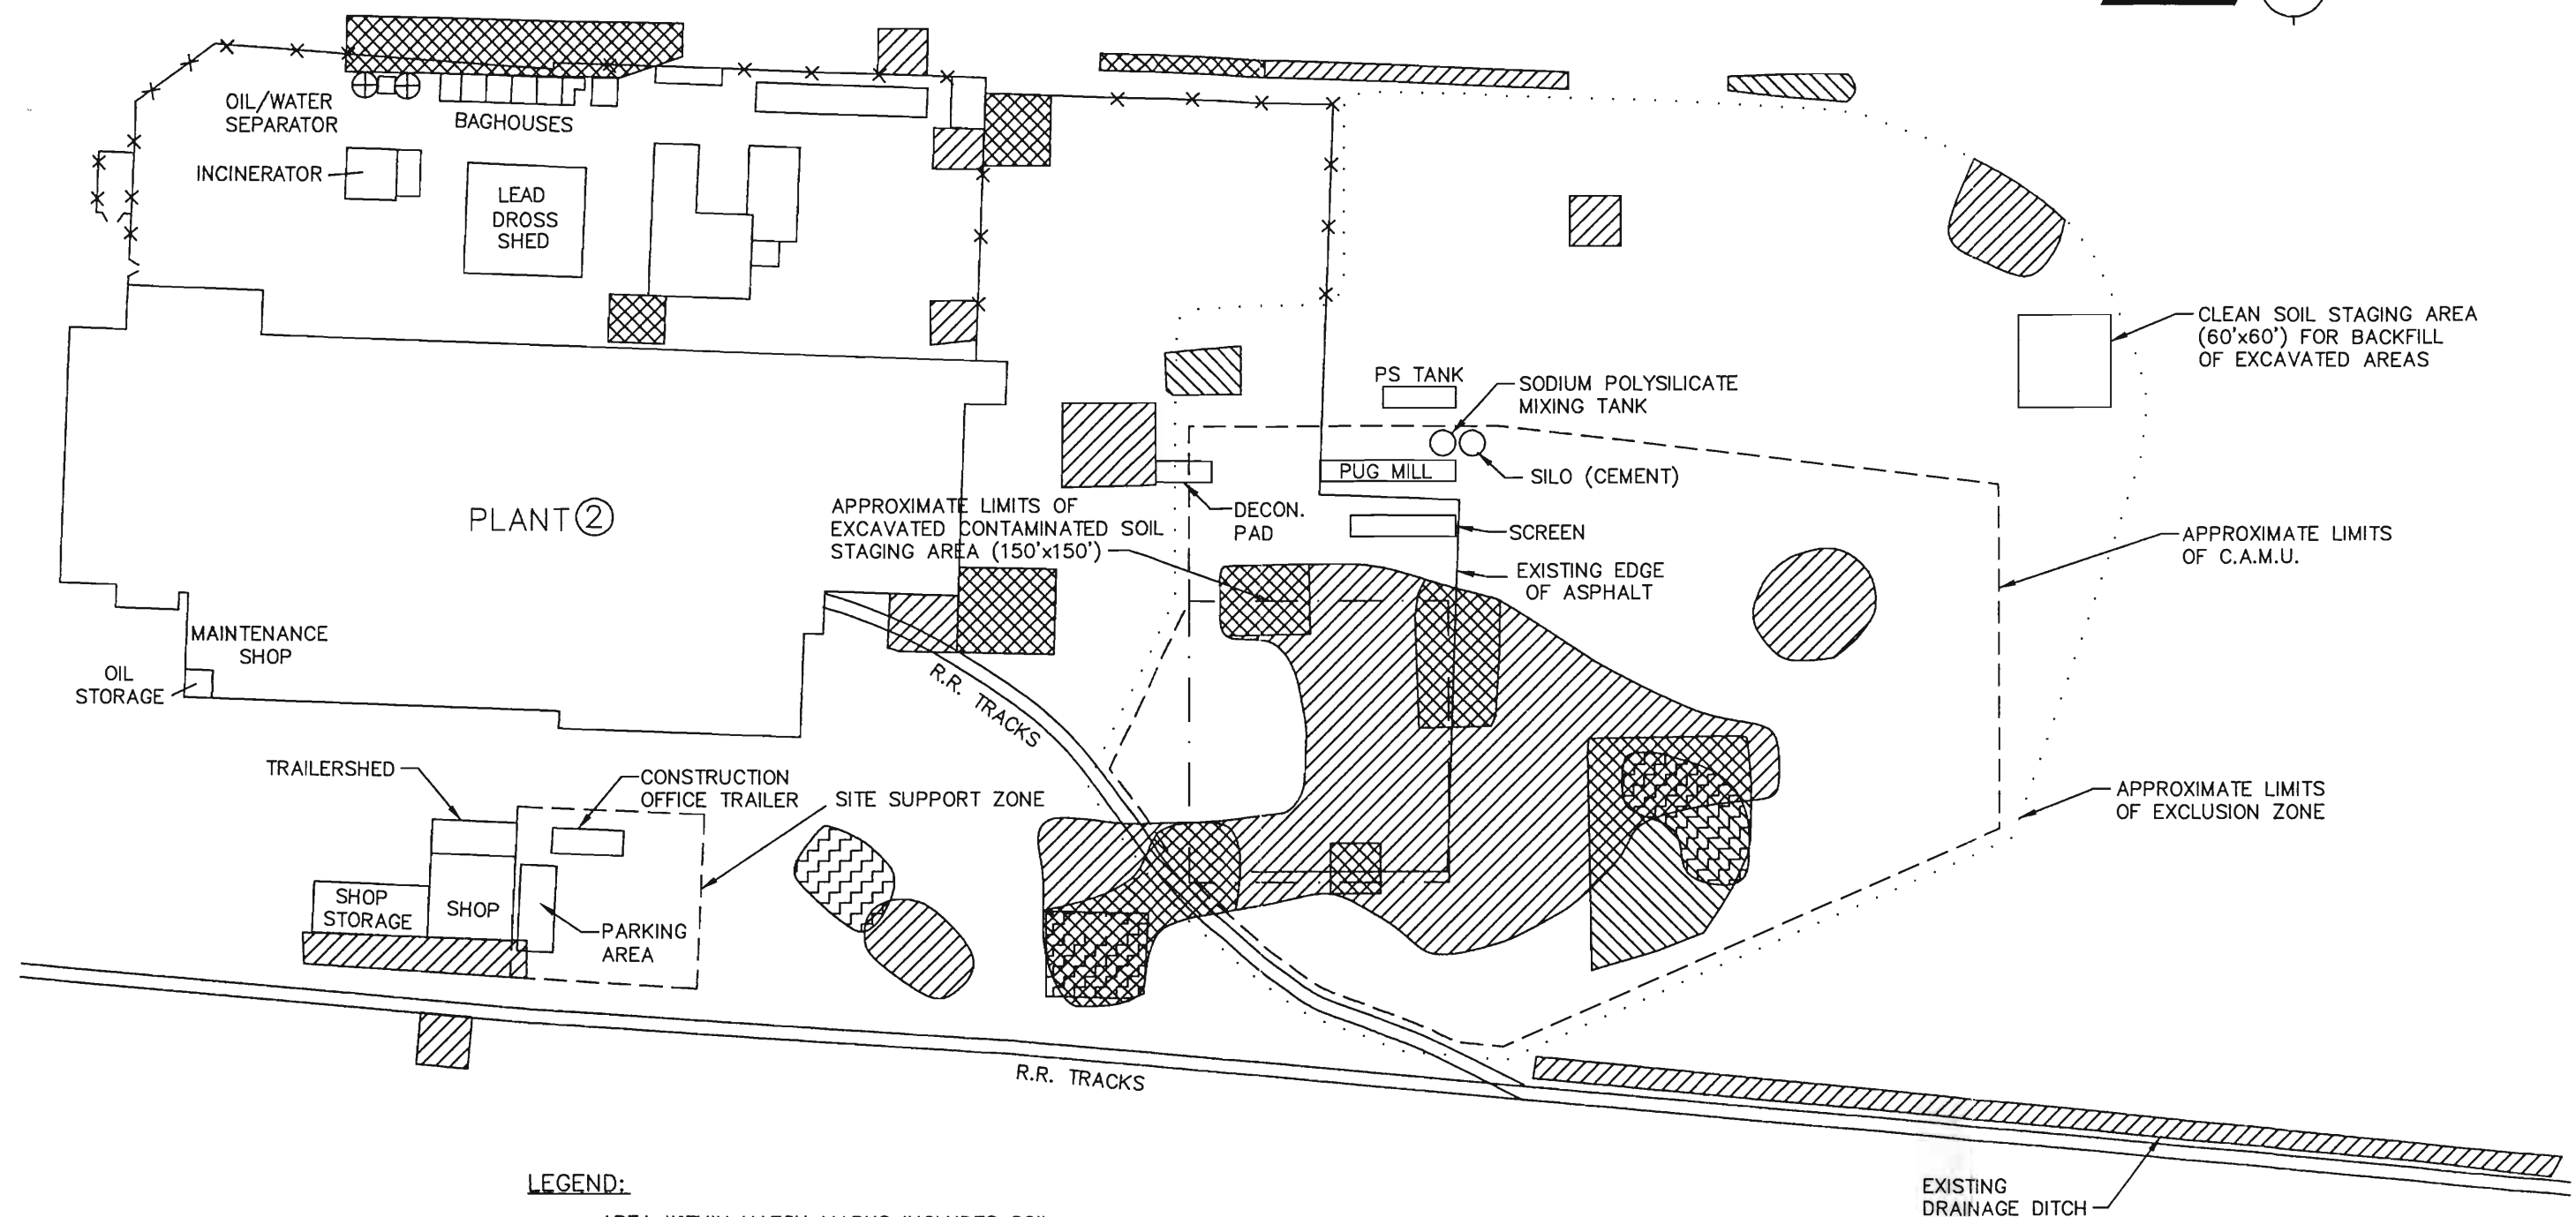 OIL/WATER
SEPARATOR
BAGHOUSES
INCINERATOR
LEAD
DROSS
SHED
CLEAN SOIL STAGING AREA
(60'x60') FOR BACKFILL
OF EXCAVATED AREAS
PS TANK
SODIUM POLYSILICATE
MIXING TANK
PUG MILL
SILO (CEMENT)
PLANT 2
APPROXIMATE LIMITS OF
EXCAVATED CONTAMINATED SOIL
STAGING AREA (150'x150')
DECON.
PAD
SCREEN
APPROXIMATE LIMITS
OF C.A.M.U.
EXISTING EDGE
OF ASPHALT
MAINTENANCE
SHOP
OIL
STORAGE
R.R. TRACKS
TRAILERSHED
CONSTRUCTION
OFFICE TRAILER
SITE SUPPORT ZONE
APPROXIMATE LIMITS
OF EXCLUSION ZONE
SHOP
STORAGE
SHOP
PARKING
AREA
R.R. TRACKS
EXISTING
DRAINAGE DITCH
LEGEND: